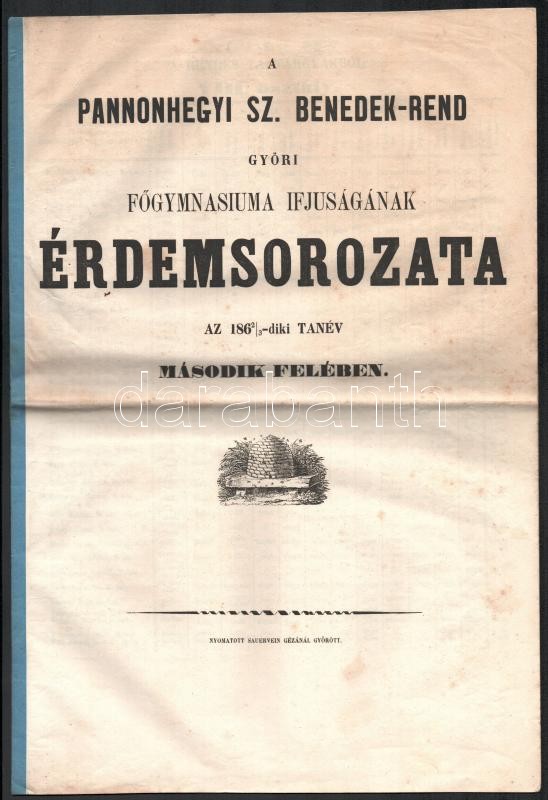 A
PANNONHEGYI SZ. BENEDEK-REND
GYŐRI
FŐGYMNASIUMA IFJUSÁGÁNAK
ÉRDEMSOROZATA
AZ 186²|₃-diki TANÉV
MÁSODIK FELÉBEN.
darabanth
NYOMATOTT SAUERVEIN GÉZÁNÁL GYŐRÖTT.